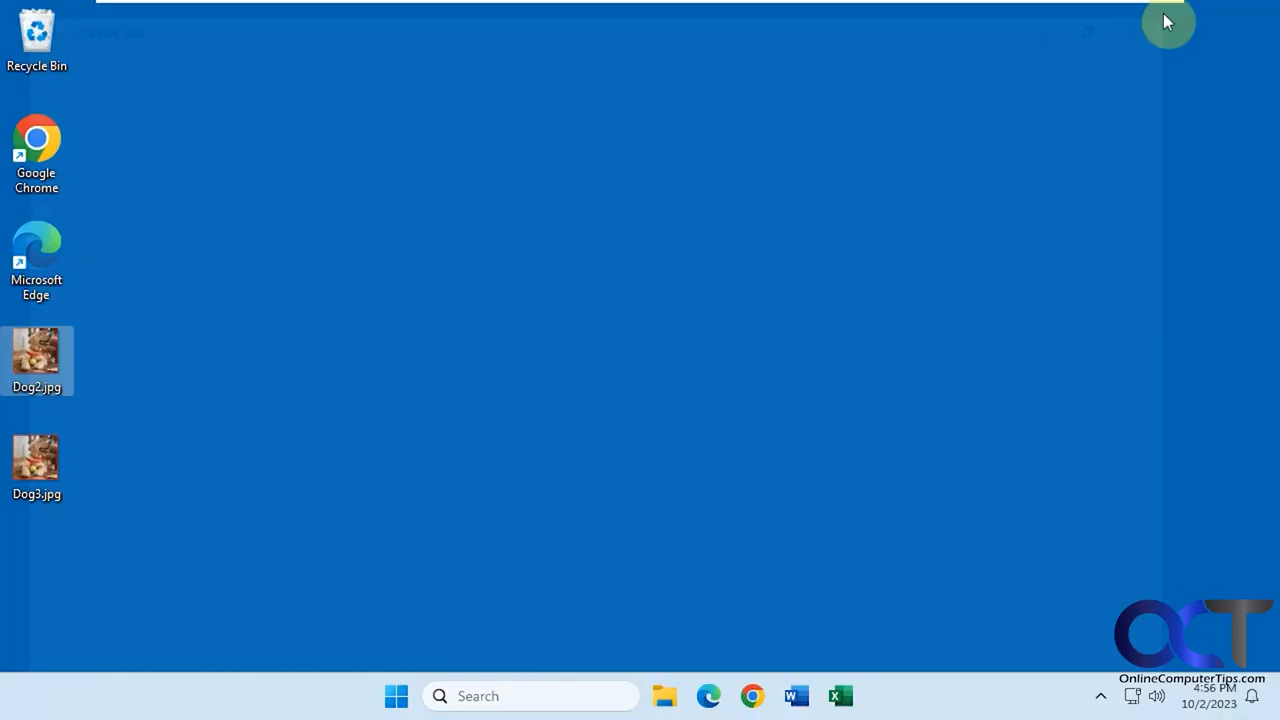 Recycle Bin
Google
Chrome
Microsoft
Edge
Dog2.jpg
Dog3.jpg
OCT
OnlineComputerTips.com
Search
W
X
4:56 PM
10/2/2023